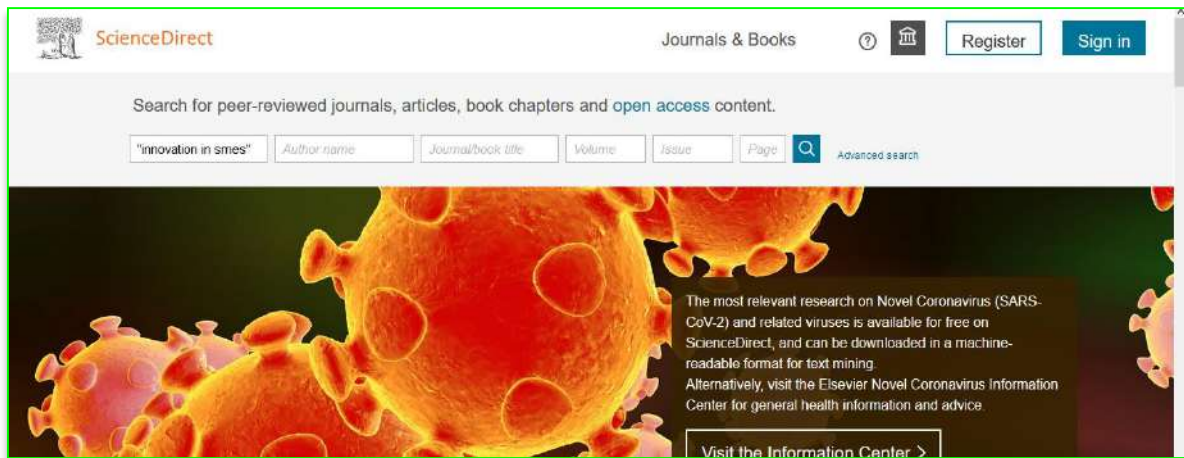 ScienceDirect
Journals & Books
?
Register
Sign in
Search for peer-reviewed journals, articles, book chapters and open access content.
"innovation in smes"
Author name
Journal/book title
Volume
Issue
Page
Advanced search
The most relevant research on Novel Coronavirus (SARS-
CoV-2) and related viruses is available for free on
ScienceDirect, and can be downloaded in a machine-
readable format for text mining.
Alternatively, visit the Elsevier Novel Coronavirus Information
Center for general health information and advice.
Visit the Information Center >